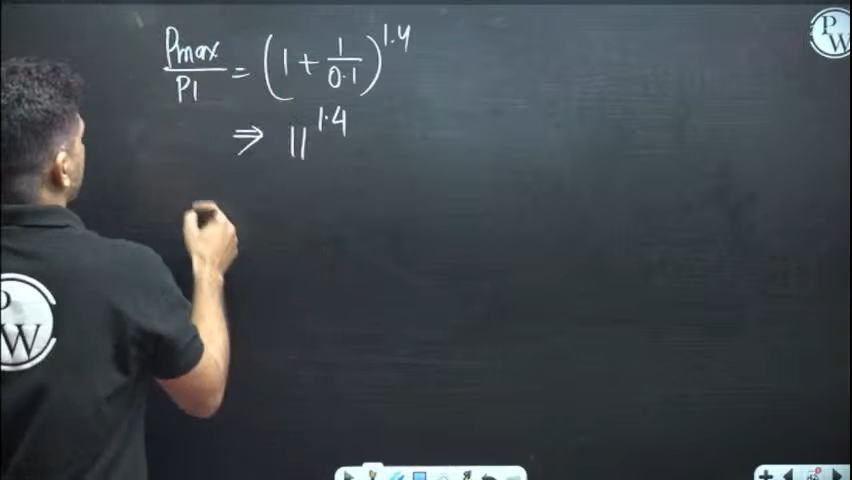 Pmax/P1 = (1 + 1/0.1)^1.4
⇒ 11^1.4
PW
PW